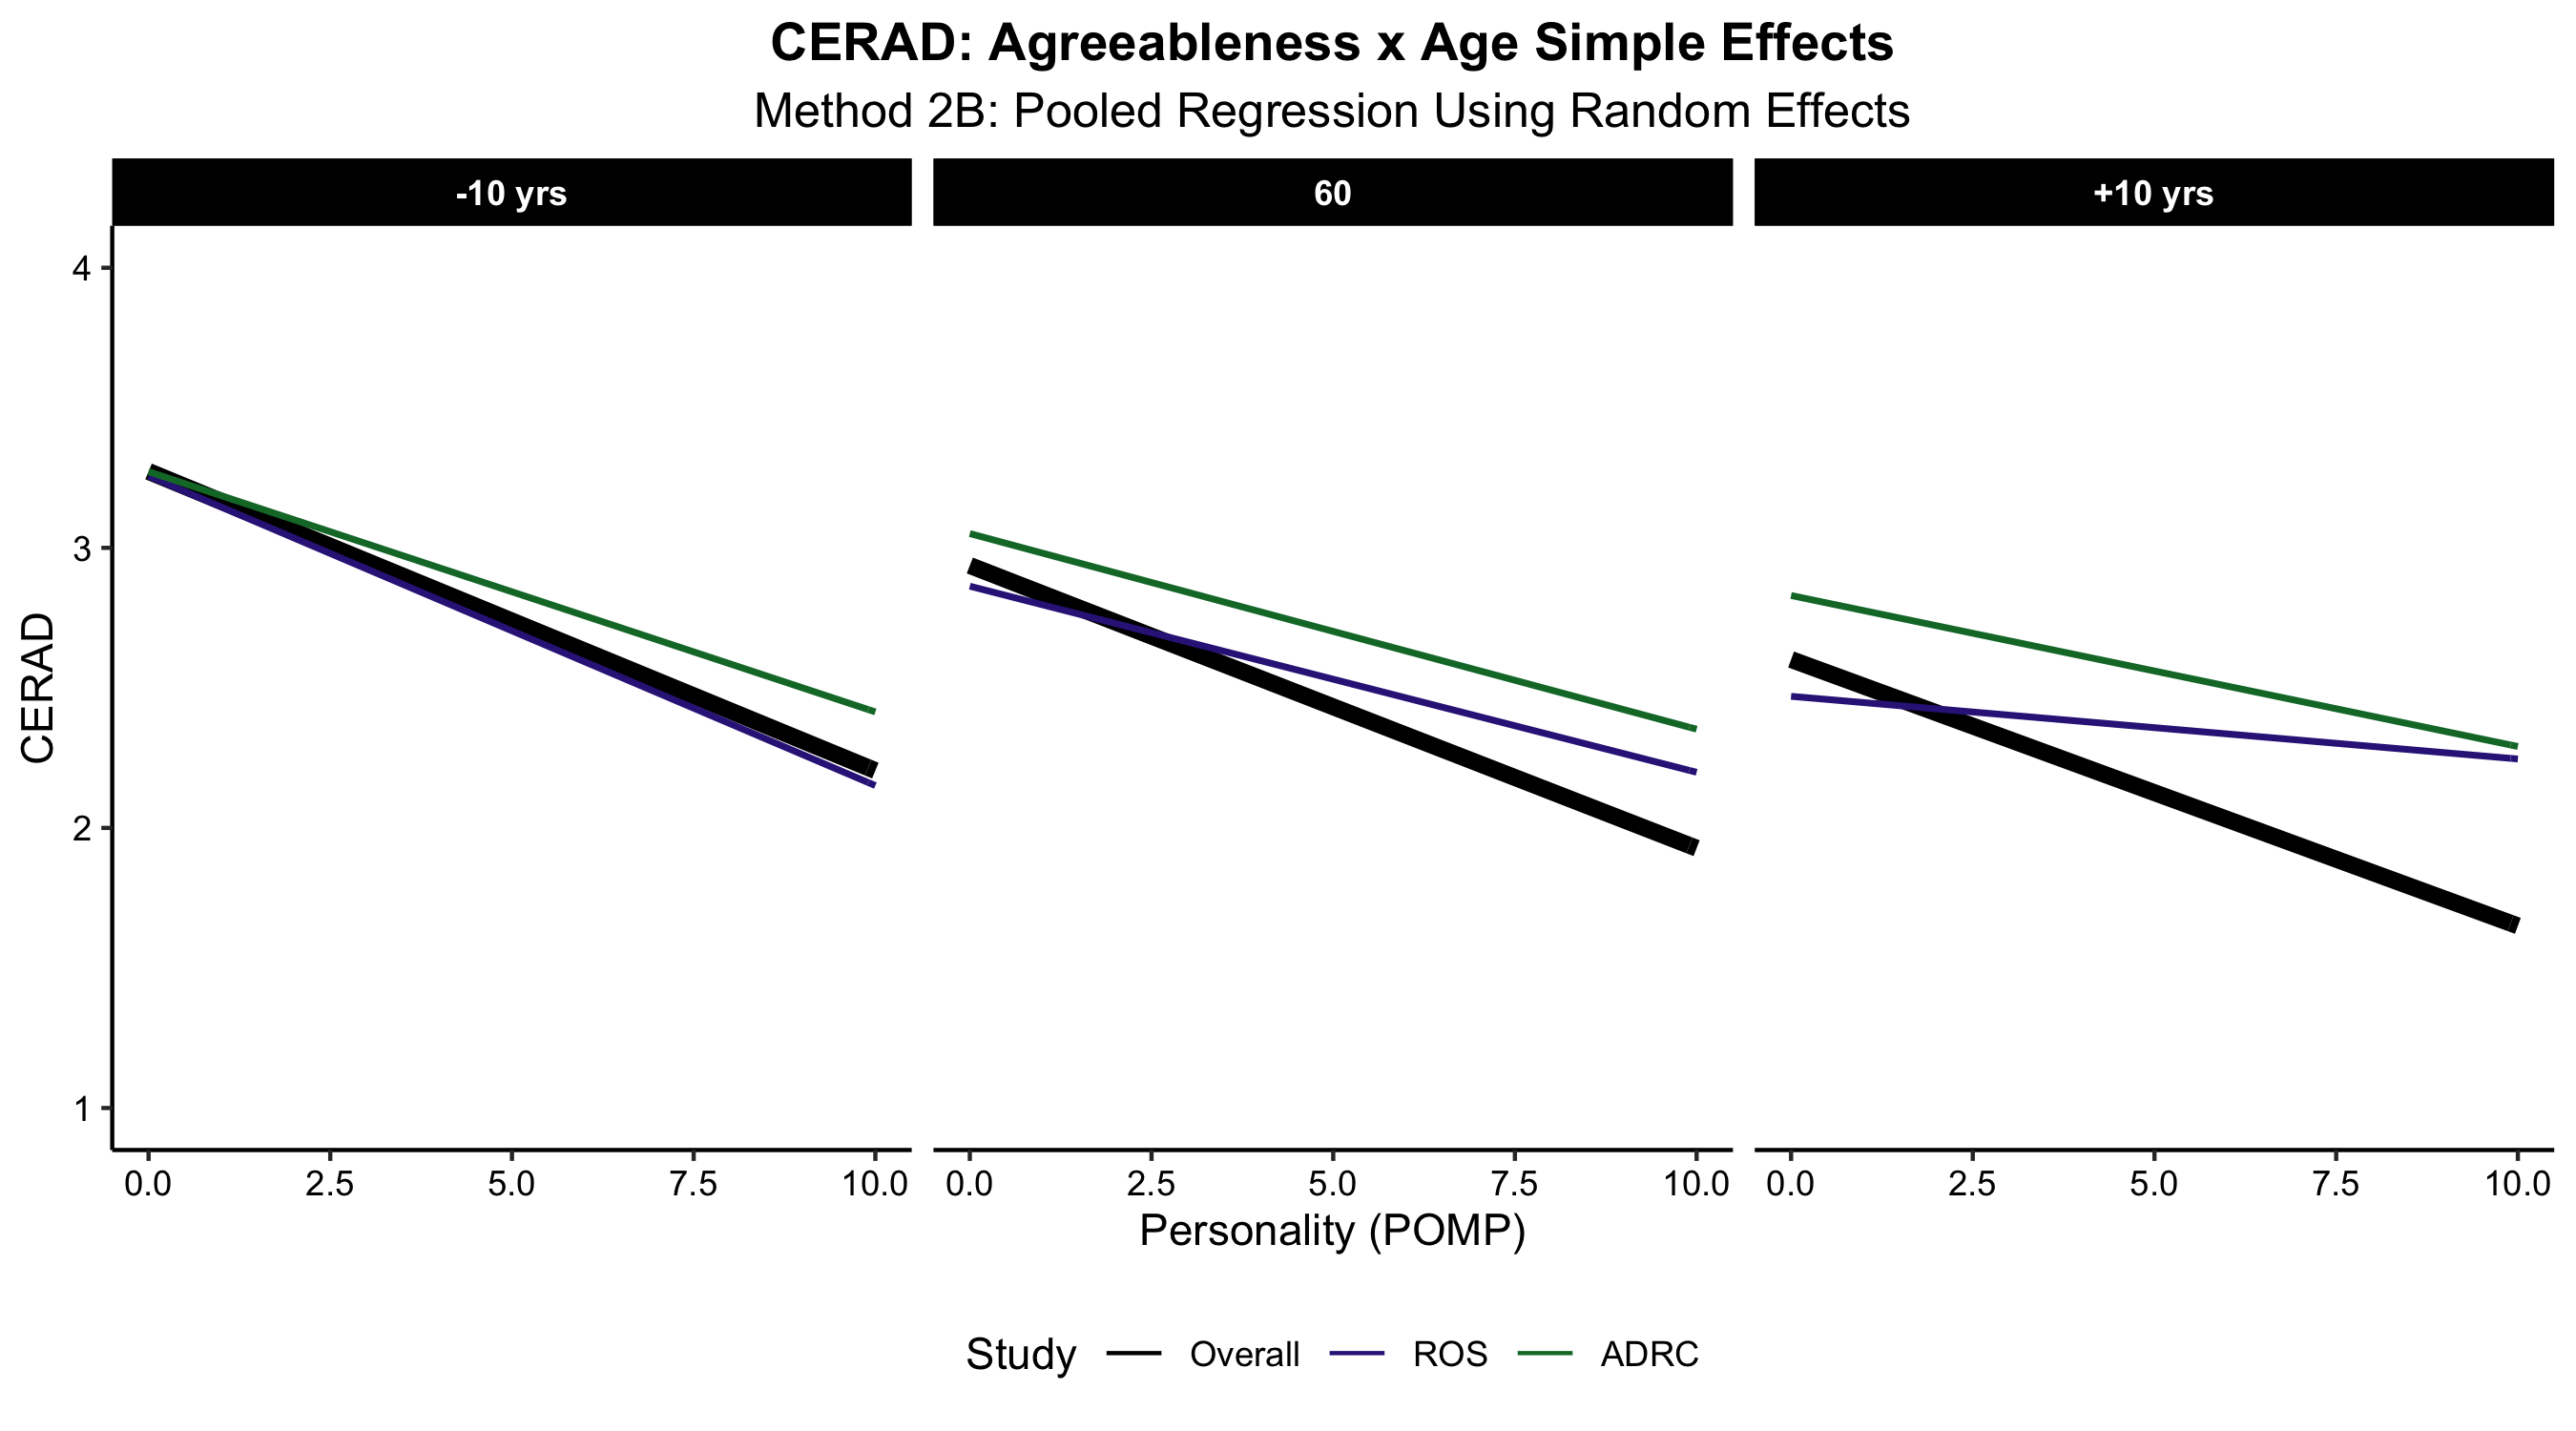 CERAD: Agreeableness x Age Simple Effects
Method 2B: Pooled Regression Using Random Effects
-10 yrs 60 +10 yrs
4
3
2
1
CERAD
0.0 2.5 5.0 7.5 10.0 0.0 2.5 5.0 7.5 10.0 0.0 2.5 5.0 7.5 10.0
Personality (POMP)
Study Overall ROS ADRC